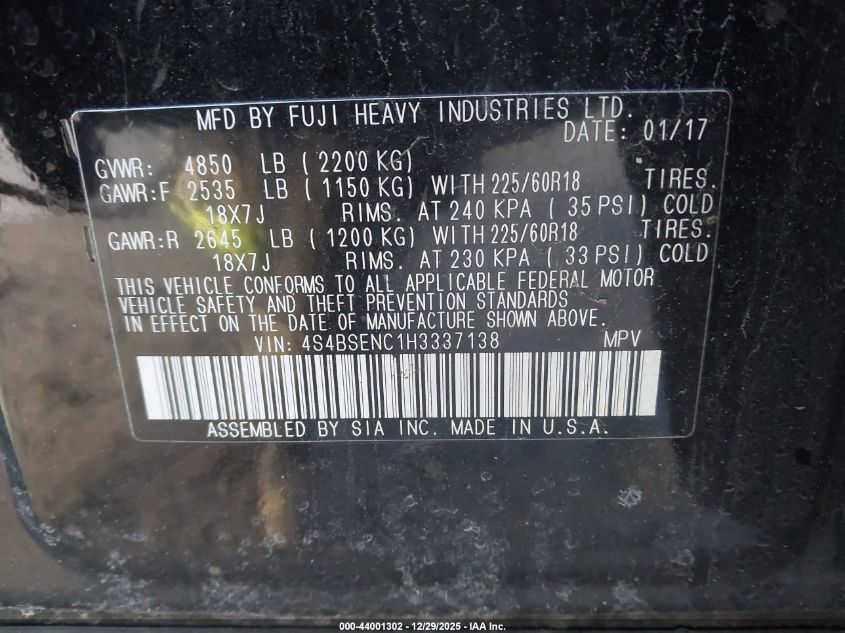 MFD BY FUJI HEAVY INDUSTRIES LTD.
DATE: 01/17
GVWR: 4850 LB ( 2200 KG)
GAWR:F 2535 LB ( 1150 KG) WITH 225/60R18 TIRES.
18X7J RIMS. AT 240 KPA ( 35 PSI) COLD
GAWR:R 2645 LB ( 1200 KG) WITH 225/60R18 TIRES.
18X7J RIMS. AT 230 KPA ( 33 PSI) COLD
THIS VEHICLE CONFORMS TO ALL APPLICABLE FEDERAL MOTOR
VEHICLE SAFETY AND THEFT PREVENTION STANDARDS
IN EFFECT ON THE DATE OF MANUFACTURE SHOWN ABOVE.
VIN: 4S4BSENC1H3337138 MPV
ASSEMBLED BY SIA INC. MADE IN U.S.A.
000-44001302 - 12/29/2025 - IAA Inc.